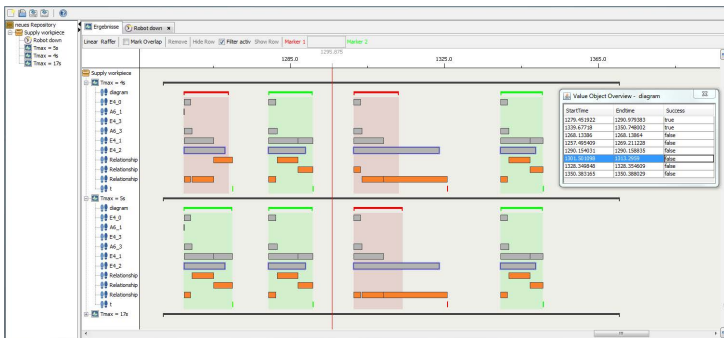 neues Repository
Supply workpiece
Robot down
Tmax = 5s
Tmax = 4s
Tmax = 17s
Ergebnisse
Robot down
Linear Raffer
Mark Overlap
Remove
Hide Row
Filter activ
Show Row
Marker 1
Marker 2
1295.875
1285.0
1325.0
1365.0
Supply workpiece
Tmax = 4s
diagram
E4_0
A6_1
E4_3
A6_3
E4_1
E4_2
Relationship
Relationship
Relationship
t
Tmax = 5s
diagram
E4_0
A6_1
E4_3
A6_3
E4_1
E4_2
Relationship
Relationship
Relationship
t
Tmax = 17s
Value Object Overview - diagram
StartTime Endtime Success
1279.451922 1290.979383 true
1339.67718 1350.748002 true
1268.13386 1268.13864 false
1257.495409 1269.211228 false
1290.154031 1290.158835 false
1301.501098 1313.2959 false
1328.349848 1328.354609 false
1350.383165 1350.388029 false